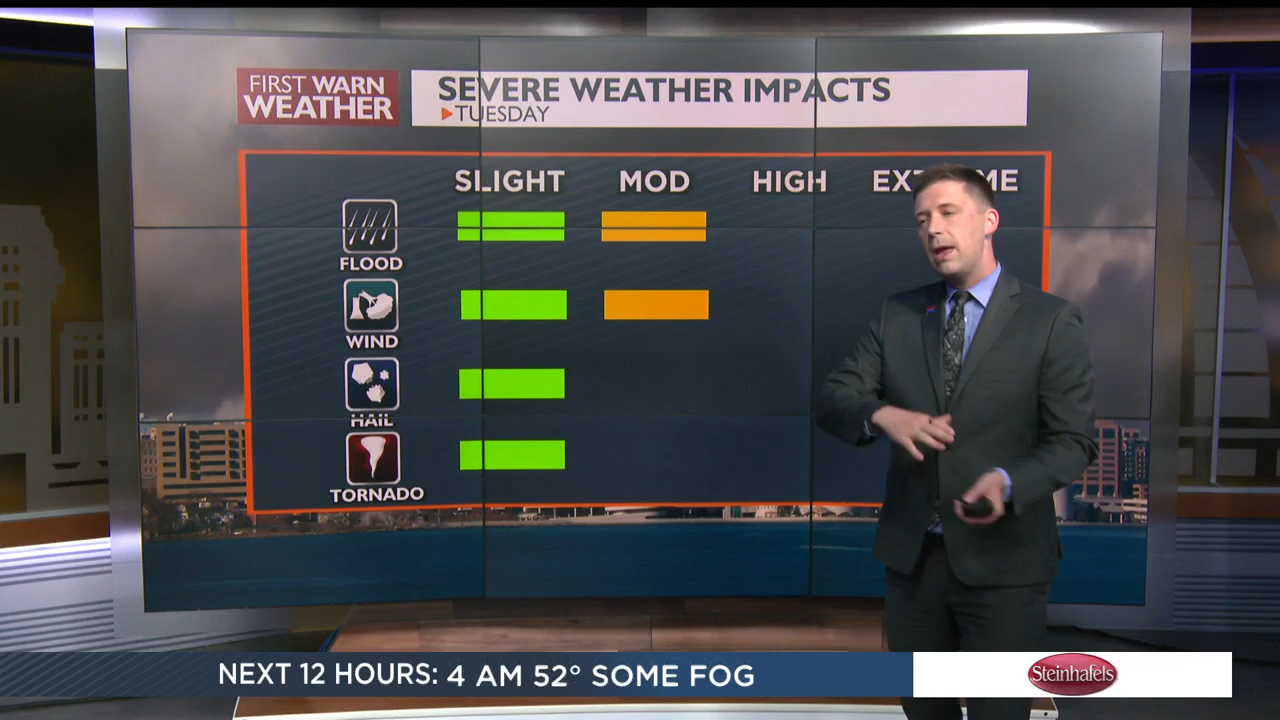 FIRST WARN
WEATHER
SEVERE WEATHER IMPACTS
TUESDAY
SLIGHT MOD HIGH EXTREME
FLOOD
WIND
HAIL
TORNADO
NEXT 12 HOURS: 4 AM 52° SOME FOG
Steinhafels